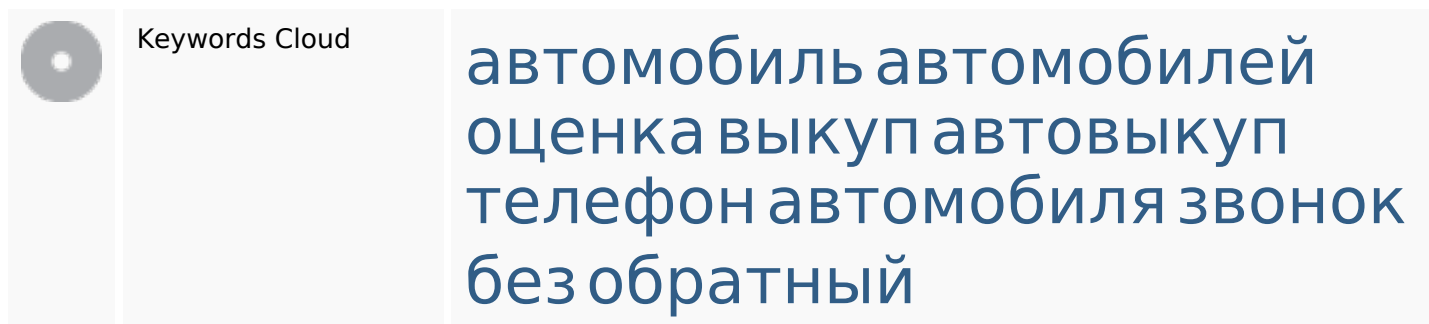 Keywords Cloud
автомобиль автомобилей
оценка выкуп автовыкуп
телефон автомобиля звонок
без обратный